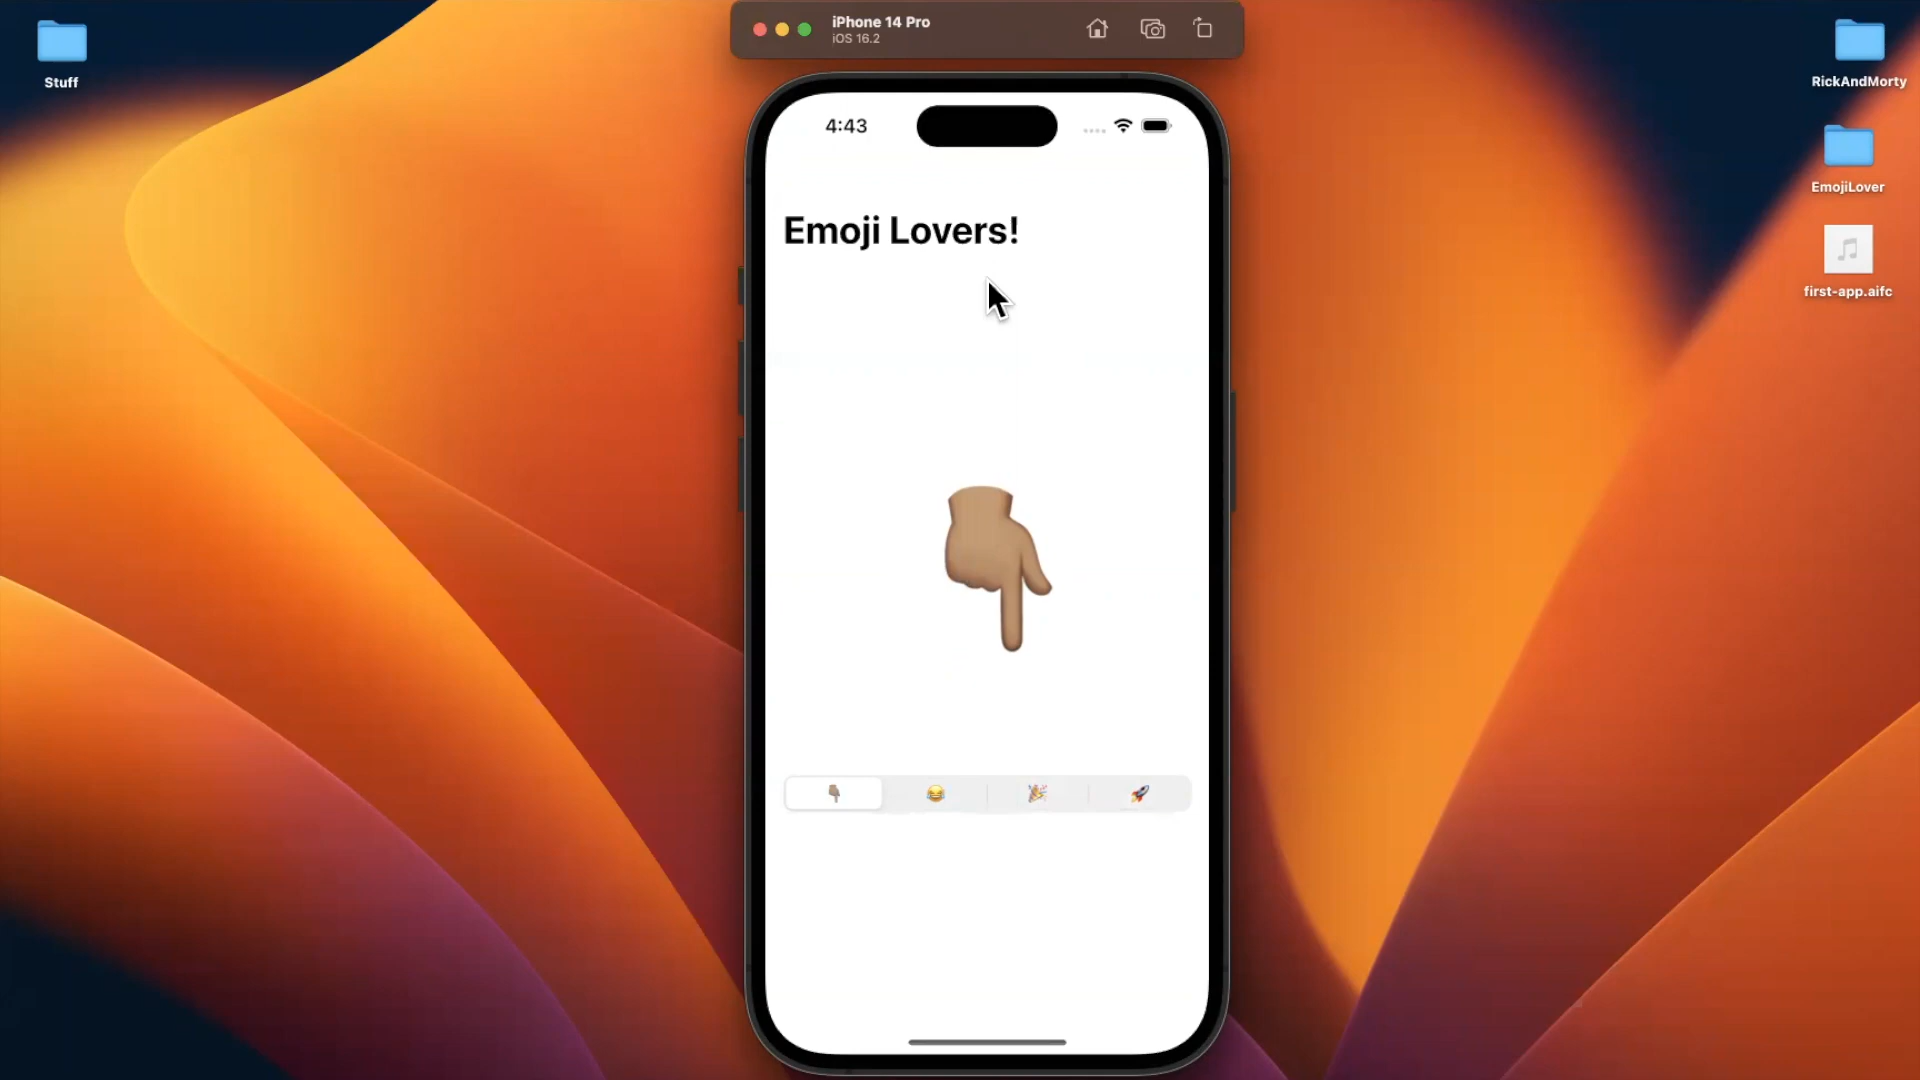 Stuff
iPhone 14 Pro
iOS 16.2
4:43
Emoji Lovers!
RickAndMorty
EmojiLover
first-app.aifc